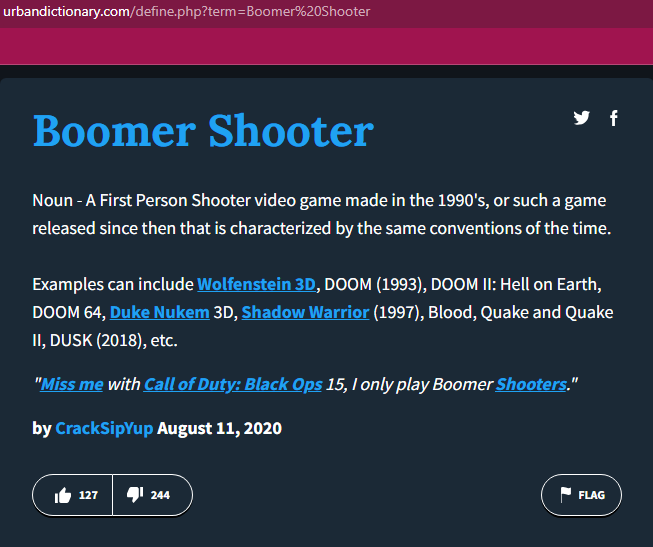 urbandictionary.com/define.php?term=Boomer%20Shooter
Boomer Shooter
Noun - A First Person Shooter video game made in the 1990's, or such a game
released since then that is characterized by the same conventions of the time.
Examples can include Wolfenstein 3D, DOOM (1993), DOOM II: Hell on Earth,
DOOM 64, Duke Nukem 3D, Shadow Warrior (1997), Blood, Quake and Quake
II, DUSK (2018), etc.
"Miss me with Call of Duty: Black Ops 15, I only play Boomer Shooters."
by CrackSipYup August 11, 2020
127 244 FLAG